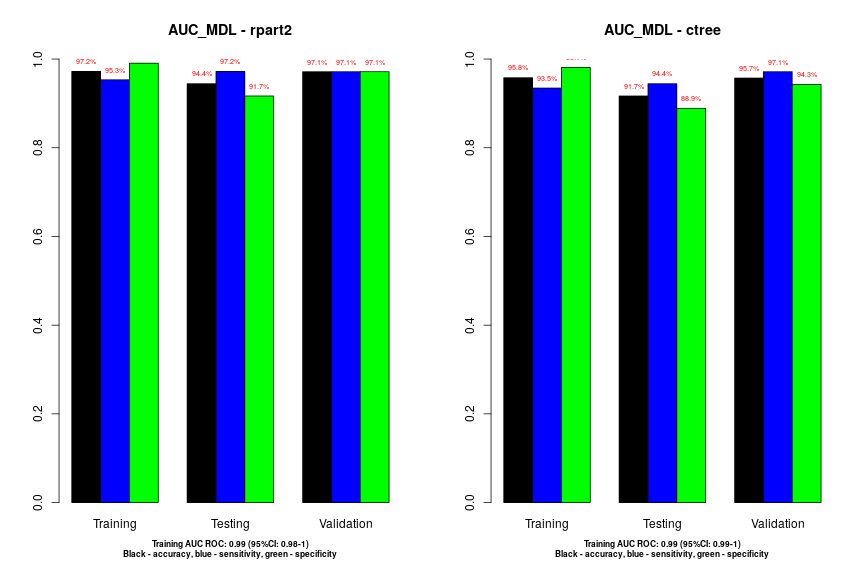 AUC_MDL - rpart2
97.2%
95.3%
94.4%
97.2%
91.7%
97.1%
97.1%
97.1%
1.0
0.8
0.6
0.4
0.2
0.0
Training
Testing
Validation
Training AUC ROC: 0.99 (95%CI: 0.98-1)
Black - accuracy, blue - sensitivity, green - specificity
AUC_MDL - ctree
95.8%
93.5%
91.7%
94.4%
88.9%
95.7%
97.1%
94.3%
1.0
0.8
0.6
0.4
0.2
0.0
Training
Testing
Validation
Training AUC ROC: 0.99 (95%CI: 0.99-1)
Black - accuracy, blue - sensitivity, green - specificity